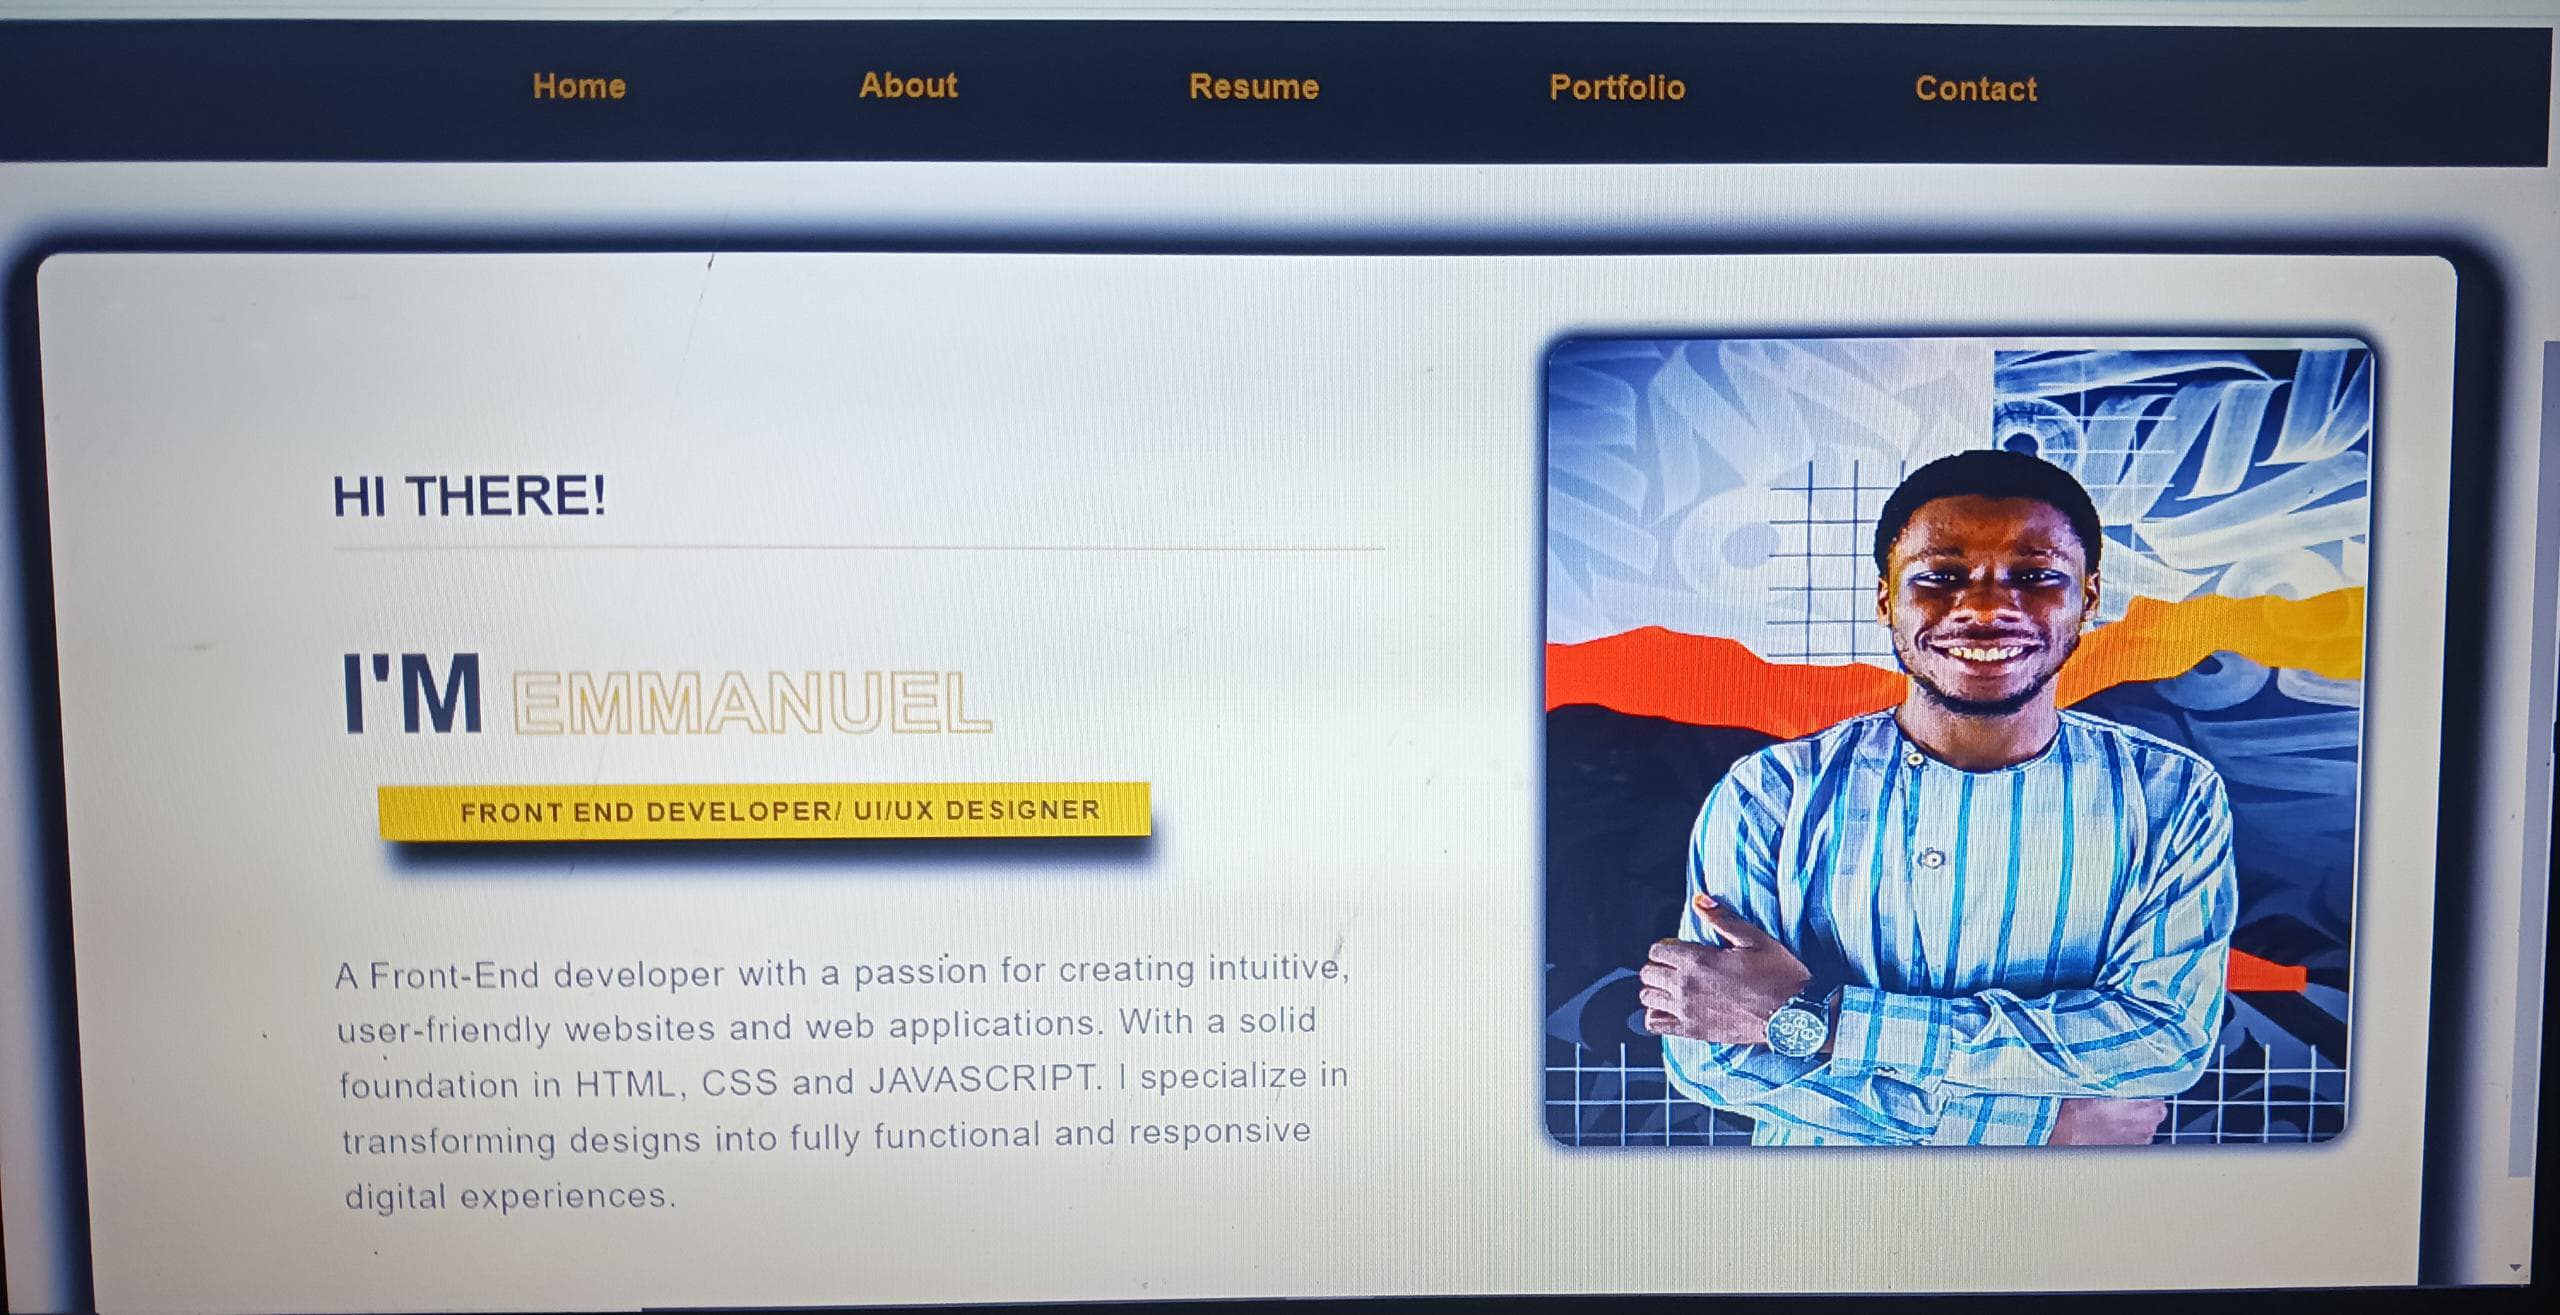 Home About Resume Portfolio Contact
HI THERE!
I'M EMMANUEL
FRONT END DEVELOPER/ UI/UX DESIGNER
A Front-End developer with a passion for creating intuitive,
user-friendly websites and web applications. With a solid
foundation in HTML, CSS and JAVASCRIPT. I specialize in
transforming designs into fully functional and responsive
digital experiences.